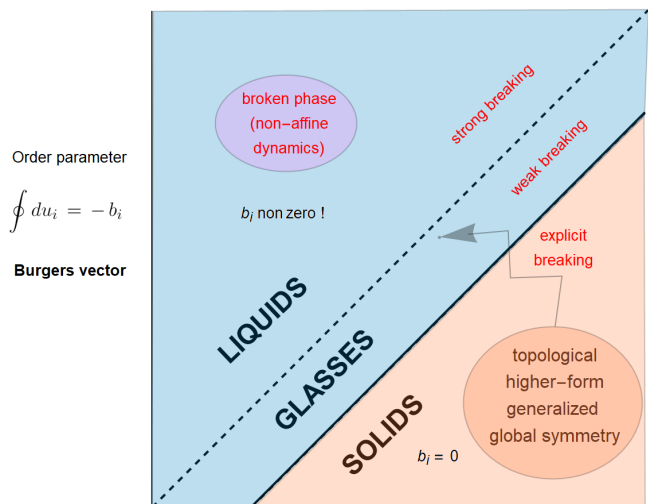 Order parameter
∮ du_i = −b_i
Burgers vector
broken phase
(non−affine
dynamics)
b_i non zero !
strong breaking
weak breaking
explicit
breaking
LIQUIDS
GLASSES
SOLIDS
b_i = 0
topological
higher−form
generalized
global symmetry